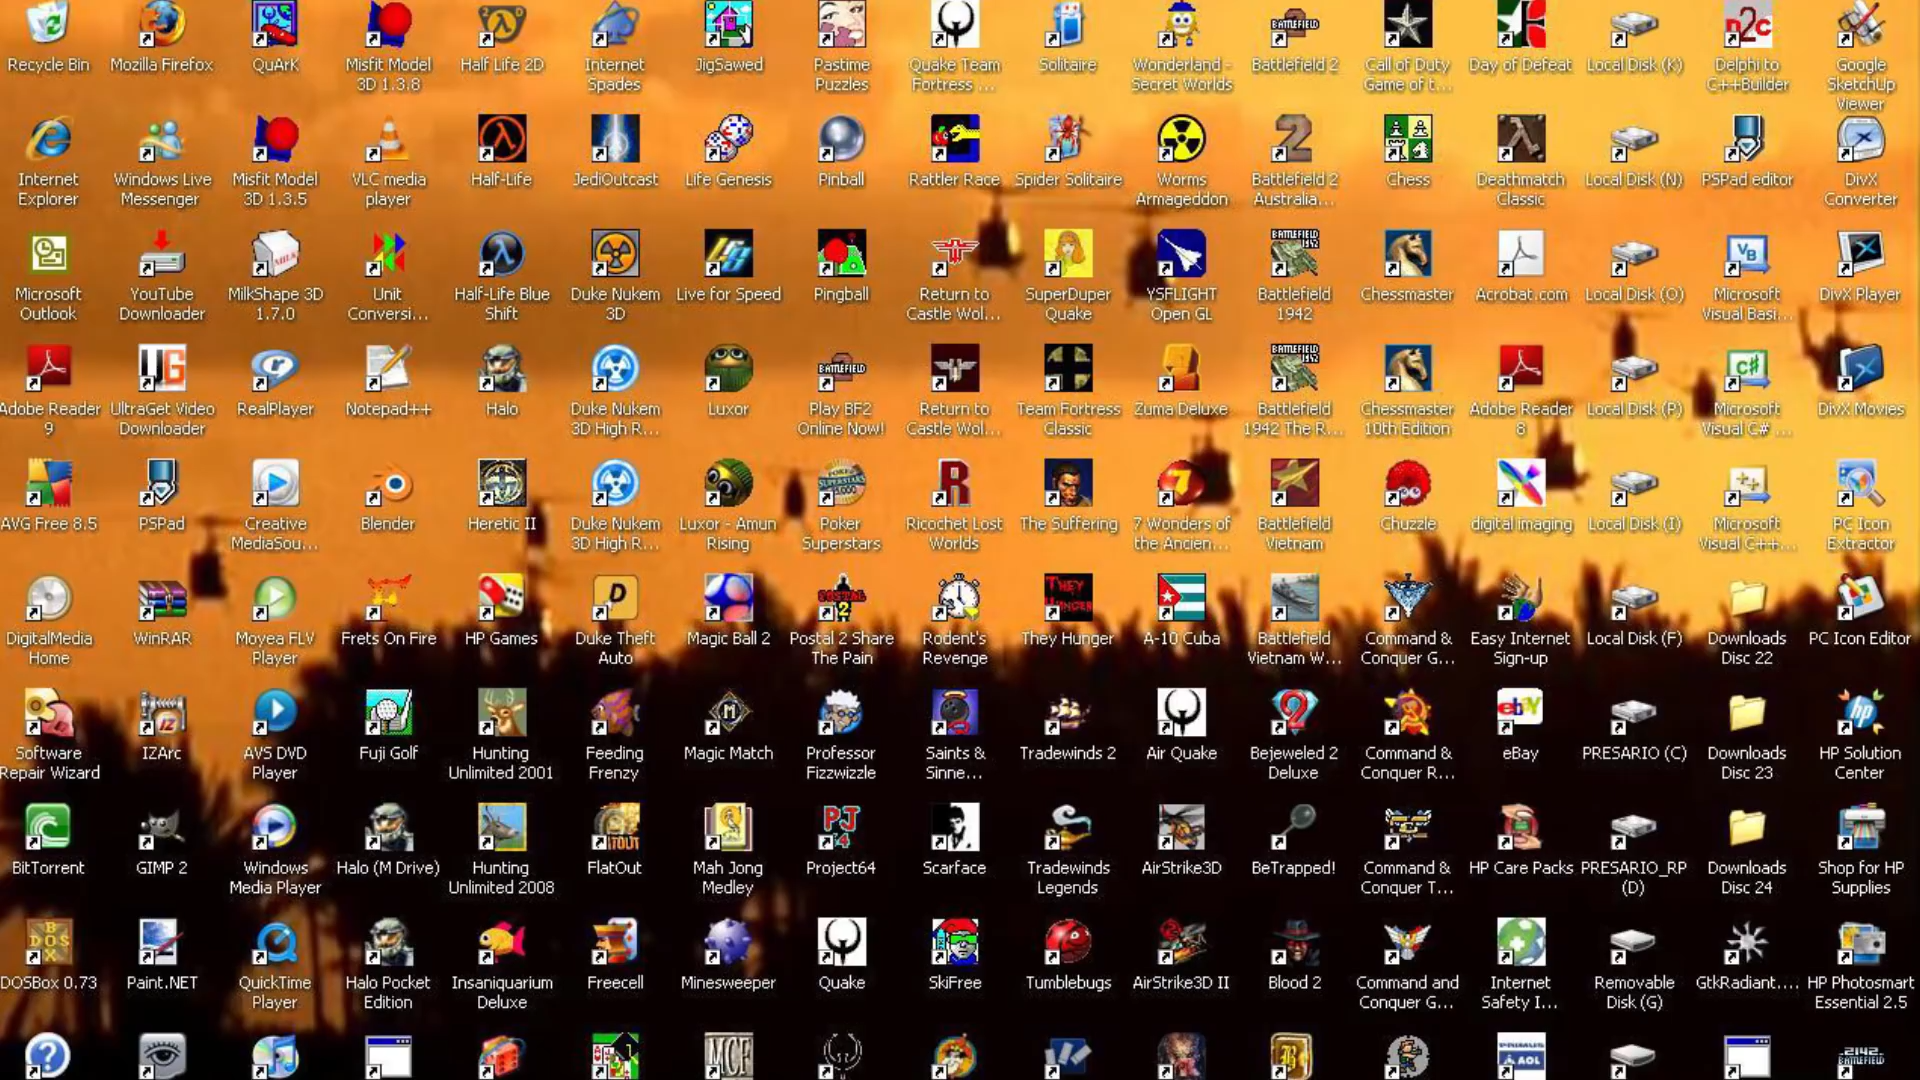 Recycle Bin
Mozilla Firefox
QuArK
Misfit Model
3D 1.3.8
Half Life 2D
Internet
Spades
JigSawed
Pastime
Puzzles
Quake Team
Fortress ...
Solitaire
Wonderland -
Secret Worlds
Battlefield 2
Call of Duty
Game of t...
Day of Defeat
Local Disk (K)
Delphi to
C++Builder
Google
SketchUp
Viewer
Internet
Explorer
Windows Live
Messenger
Misfit Model
3D 1.3.5
VLC media
player
Half-Life
JediOutcast
Life Genesis
Pinball
Rattler Race
Spider Solitaire
Worms
Armageddon
Battlefield 2
Australia...
Chess
Deathmatch
Classic
Local Disk (N)
PSPad editor
DivX
Converter
Microsoft
Outlook
YouTube
Downloader
MilkShape 3D
1.7.0
Unit
Conversi...
Half-Life Blue
Shift
Duke Nukem
3D
Live for Speed
Pingball
Return to
Castle Wol...
SuperDuper
Quake
YSFLIGHT
Open GL
Battlefield
1942
Chessmaster
Acrobat.com
Local Disk (O)
Microsoft
Visual Basi...
DivX Player
Adobe Reader
9
UltraGet Video
Downloader
RealPlayer
Notepad++
Halo
Duke Nukem
3D High R...
Luxor
Play BF2
Online Now!
Return to
Castle Wol...
Team Fortress
Classic
Zuma Deluxe
Battlefield
1942 The R...
Chessmaster
10th Edition
Adobe Reader
8
Local Disk (P)
Microsoft
Visual C# ...
DivX Movies
AVG Free 8.5
PSPad
Creative
MediaSou...
Blender
Heretic II
Duke Nukem
3D High R...
Luxor - Amun
Rising
Poker
Superstars
Ricochet Lost
Worlds
The Suffering
7 Wonders of
the Ancien...
Battlefield
Vietnam
Chuzzle
digital imaging
Local Disk (I)
Microsoft
Visual C++...
PC Icon
Extractor
DigitalMedia
Home
WinRAR
Moyea FLV
Player
Frets On Fire
HP Games
Duke Theft
Auto
Magic Ball 2
Postal 2 Share
The Pain
Rodent's
Revenge
They Hunger
A-10 Cuba
Battlefield
Vietnam W...
Command &
Conquer G...
Easy Internet
Sign-up
Local Disk (F)
Downloads
Disc 22
PC Icon Editor
Software
Repair Wizard
IZArc
AVS DVD
Player
Fuji Golf
Hunting
Unlimited 2001
Feeding
Frenzy
Magic Match
Professor
Fizzwizzle
Saints &
Sinne...
Tradewinds 2
Air Quake
Bejeweled 2
Deluxe
Command &
Conquer R...
eBay
PRESARIO (C)
Downloads
Disc 23
HP Solution
Center
BitTorrent
GIMP 2
Windows
Media Player
Halo (M Drive)
Hunting
Unlimited 2008
FlatOut
Mah Jong
Medley
Project64
Scarface
Tradewinds
Legends
AirStrike3D
BeTrapped!
Command &
Conquer T...
HP Care Packs
PRESARIO_RP
(D)
Downloads
Disc 24
Shop for HP
Supplies
DOSBox 0.73
Paint.NET
QuickTime
Player
Halo Pocket
Edition
Insaniquarium
Deluxe
Freecell
Minesweeper
Quake
SkiFree
Tumblebugs
AirStrike3D II
Blood 2
Command and
Conquer G...
Internet
Safety I...
Removable
Disk (G)
GtkRadiant....
HP Photosmart
Essential 2.5
MCF
AOL
2142